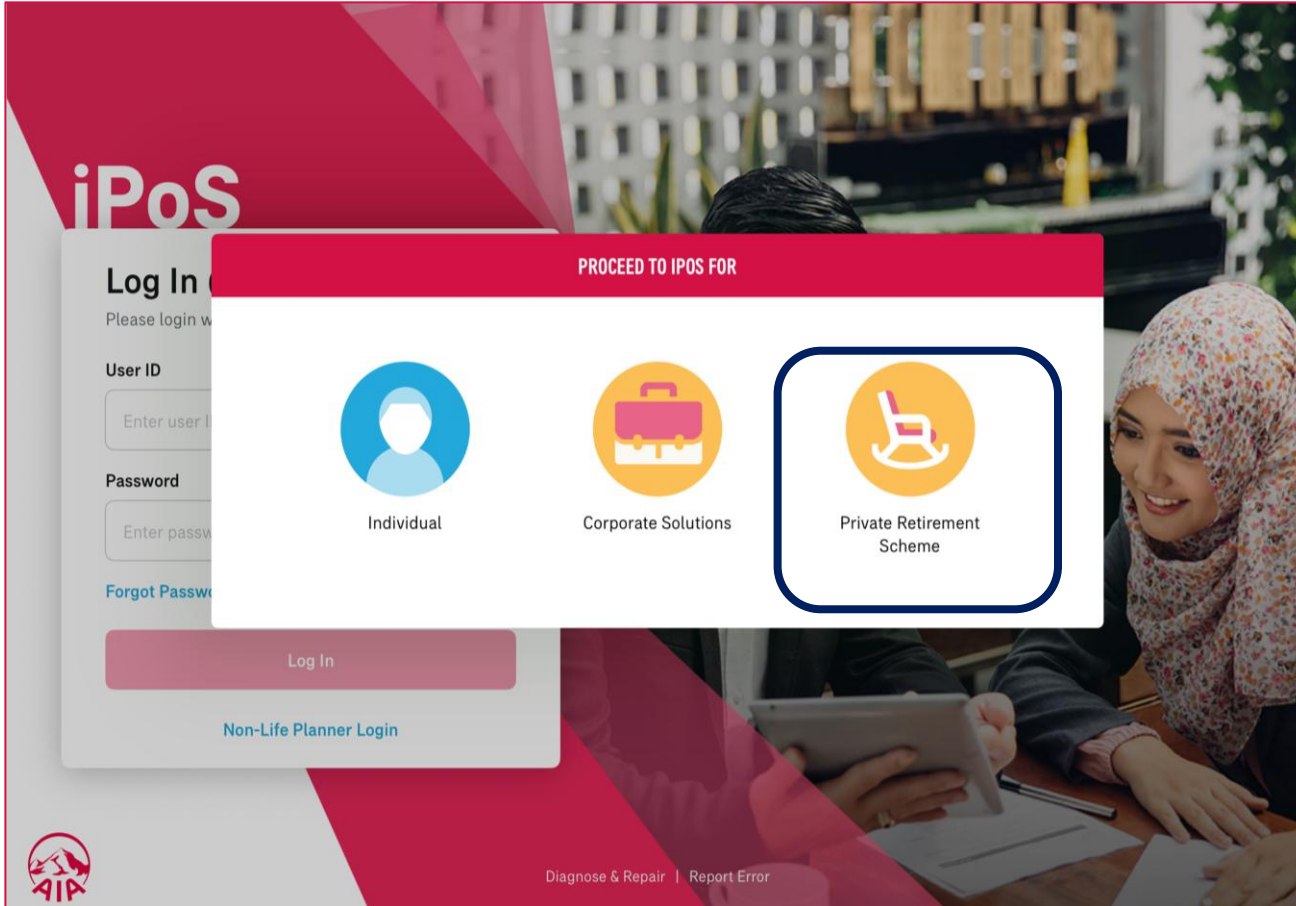 iPoS
Log In
Please login w
User ID
Enter user I
Password
Enter passw
Forgot Passwo
Log In
Non-Life Planner Login
PROCEED TO IPOS FOR
Individual
Corporate Solutions
Private Retirement
Scheme
AIA
Diagnose & Repair | Report Error